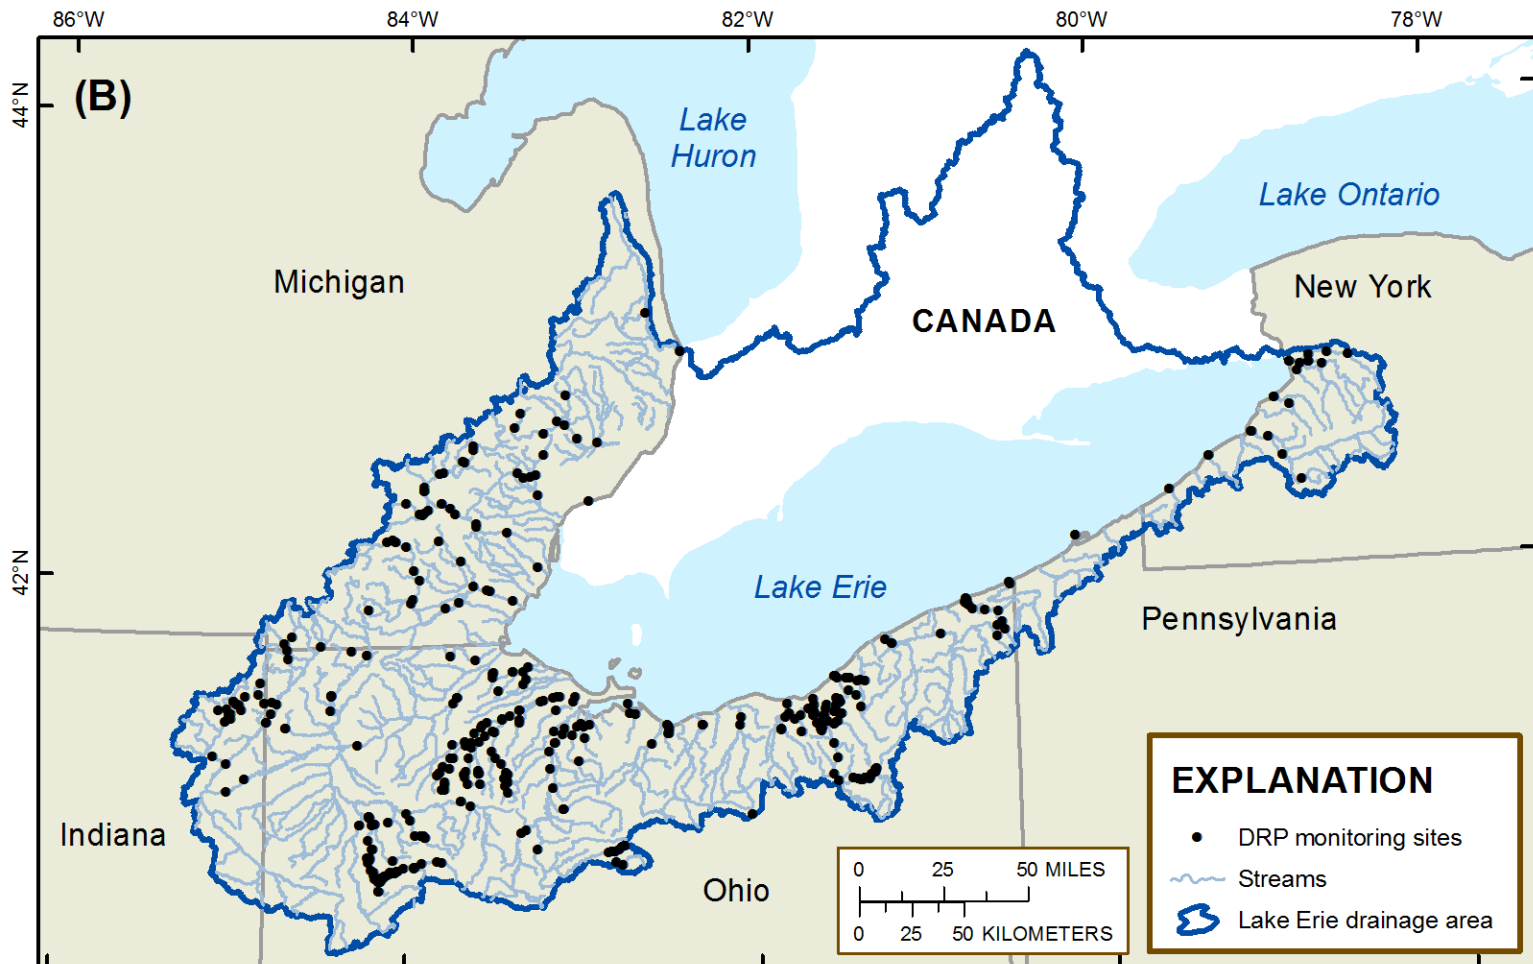 86°W
84°W
82°W
80°W
78°W
44°N
(B)
Lake
Huron
Lake Ontario
Michigan
New York
CANADA
42°N
Lake Erie
Pennsylvania
EXPLANATION
Indiana
DRP monitoring sites
0 25 50 MILES
Streams
Ohio
Lake Erie drainage area
0 25 50 KILOMETERS